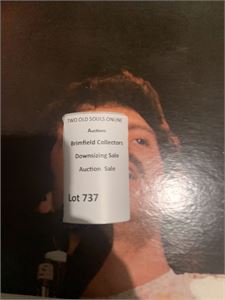 TWO OLD SOULS ONLINE
Auctions
Brimfield Collectors
Downsizing Sale
Auction Sale
Lot 737